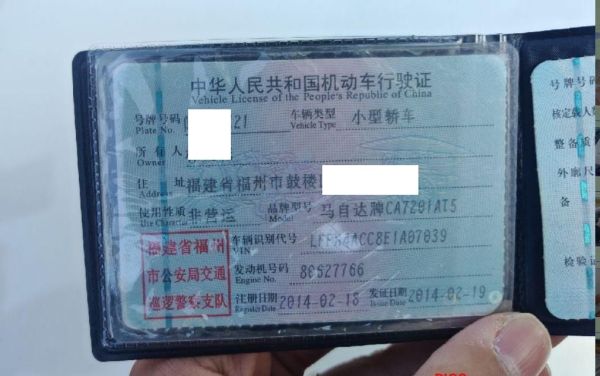 中华人民共和国机动车行驶证
Vehicle License of the People's Republic of China
号牌号码 21 车辆类型 小型轿车
Plate No. Vehicle Type
所有人
Owner
住 址 福建省福州市鼓楼
Address
使用性质 非营运 品牌型号 马自达牌CA7201AT5
Use Character Model
福建省福州
市公安局交通
巡逻警察支队
车辆识别代号 LFPX4ACC8E1A07039
VIN
发动机号码 80627766
Engine No.
注册日期 2014-02-18 发证日期 2014-02-19
Register Date Issue Date
号牌号码
核定载人
整备质
外廓尺
备
检验证